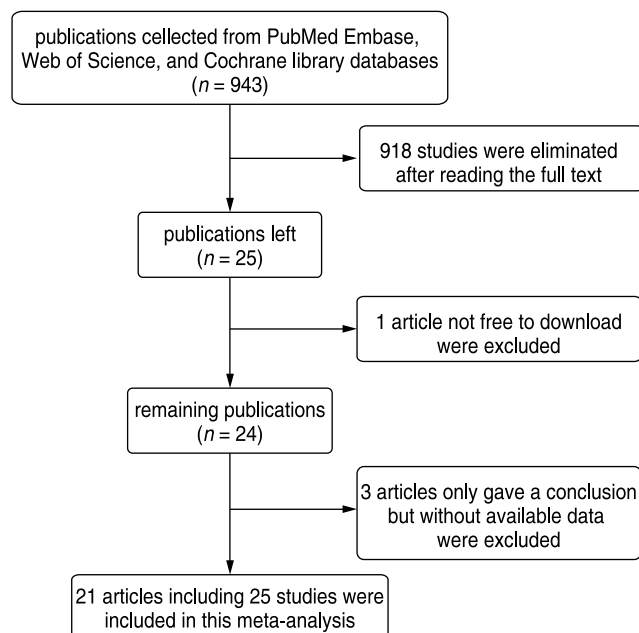 publications cellected from PubMed Embase,
Web of Science, and Cochrane library databases
(n = 943)
918 studies were eliminated
after reading the full text
publications left
(n = 25)
1 article not free to download
were excluded
remaining publications
(n = 24)
3 articles only gave a conclusion
but without available data
were excluded
21 articles including 25 studies were
included in this meta-analysis